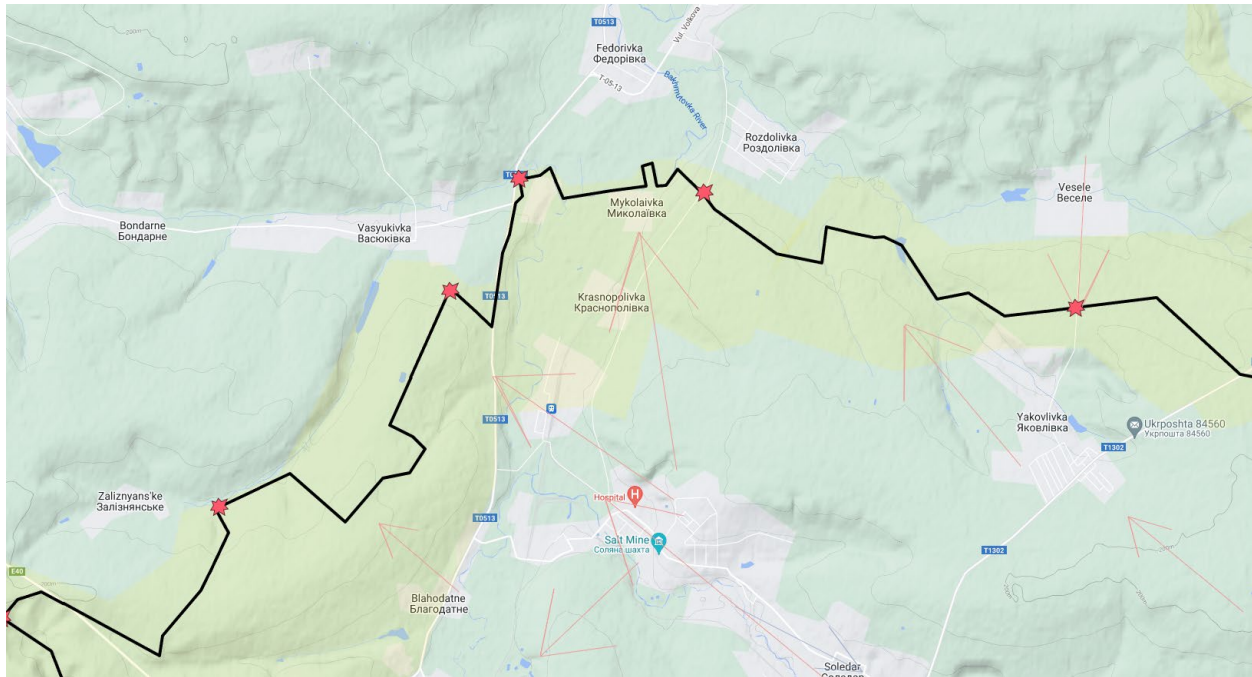 T0513
Vul. Volkova
Fedorivka
Федорівка
T-05-13
Bakhmutovka River
Rozdolivka
Роздолівка
Vesele
Веселе
Mykolaivka
Миколаївка
Bondarne
Бондарне
Vasyukivka
Васюківка
T0513
Krasnopolivka
Краснополівка
T0513
Yakovlivka
Яковлівка
Ukrposhta 84560
Укрпошта 84560
T1302
Zaliznyans'ke
Залізнянське
Hospital
H
T0513
Salt Mine
Соляна шахта
T1302
E40
Blahodatne
Благодатне
Soledar